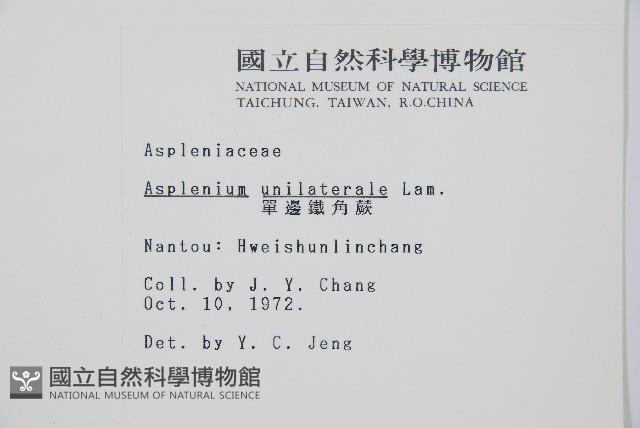 國立自然科學博物館
NATIONAL MUSEUM OF NATURAL SCIENCE
TAICHUNG, TAIWAN, R.O.CHINA
Aspleniaceae
Asplenium unilaterale Lam.
單邊鐵角蕨
Nantou: Hweishunlinchang
Coll. by J. Y. Chang
Oct. 10, 1972.
Det. by Y. C. Jeng
國立自然科學博物館
NATIONAL MUSEUM OF NATURAL SCIENCE